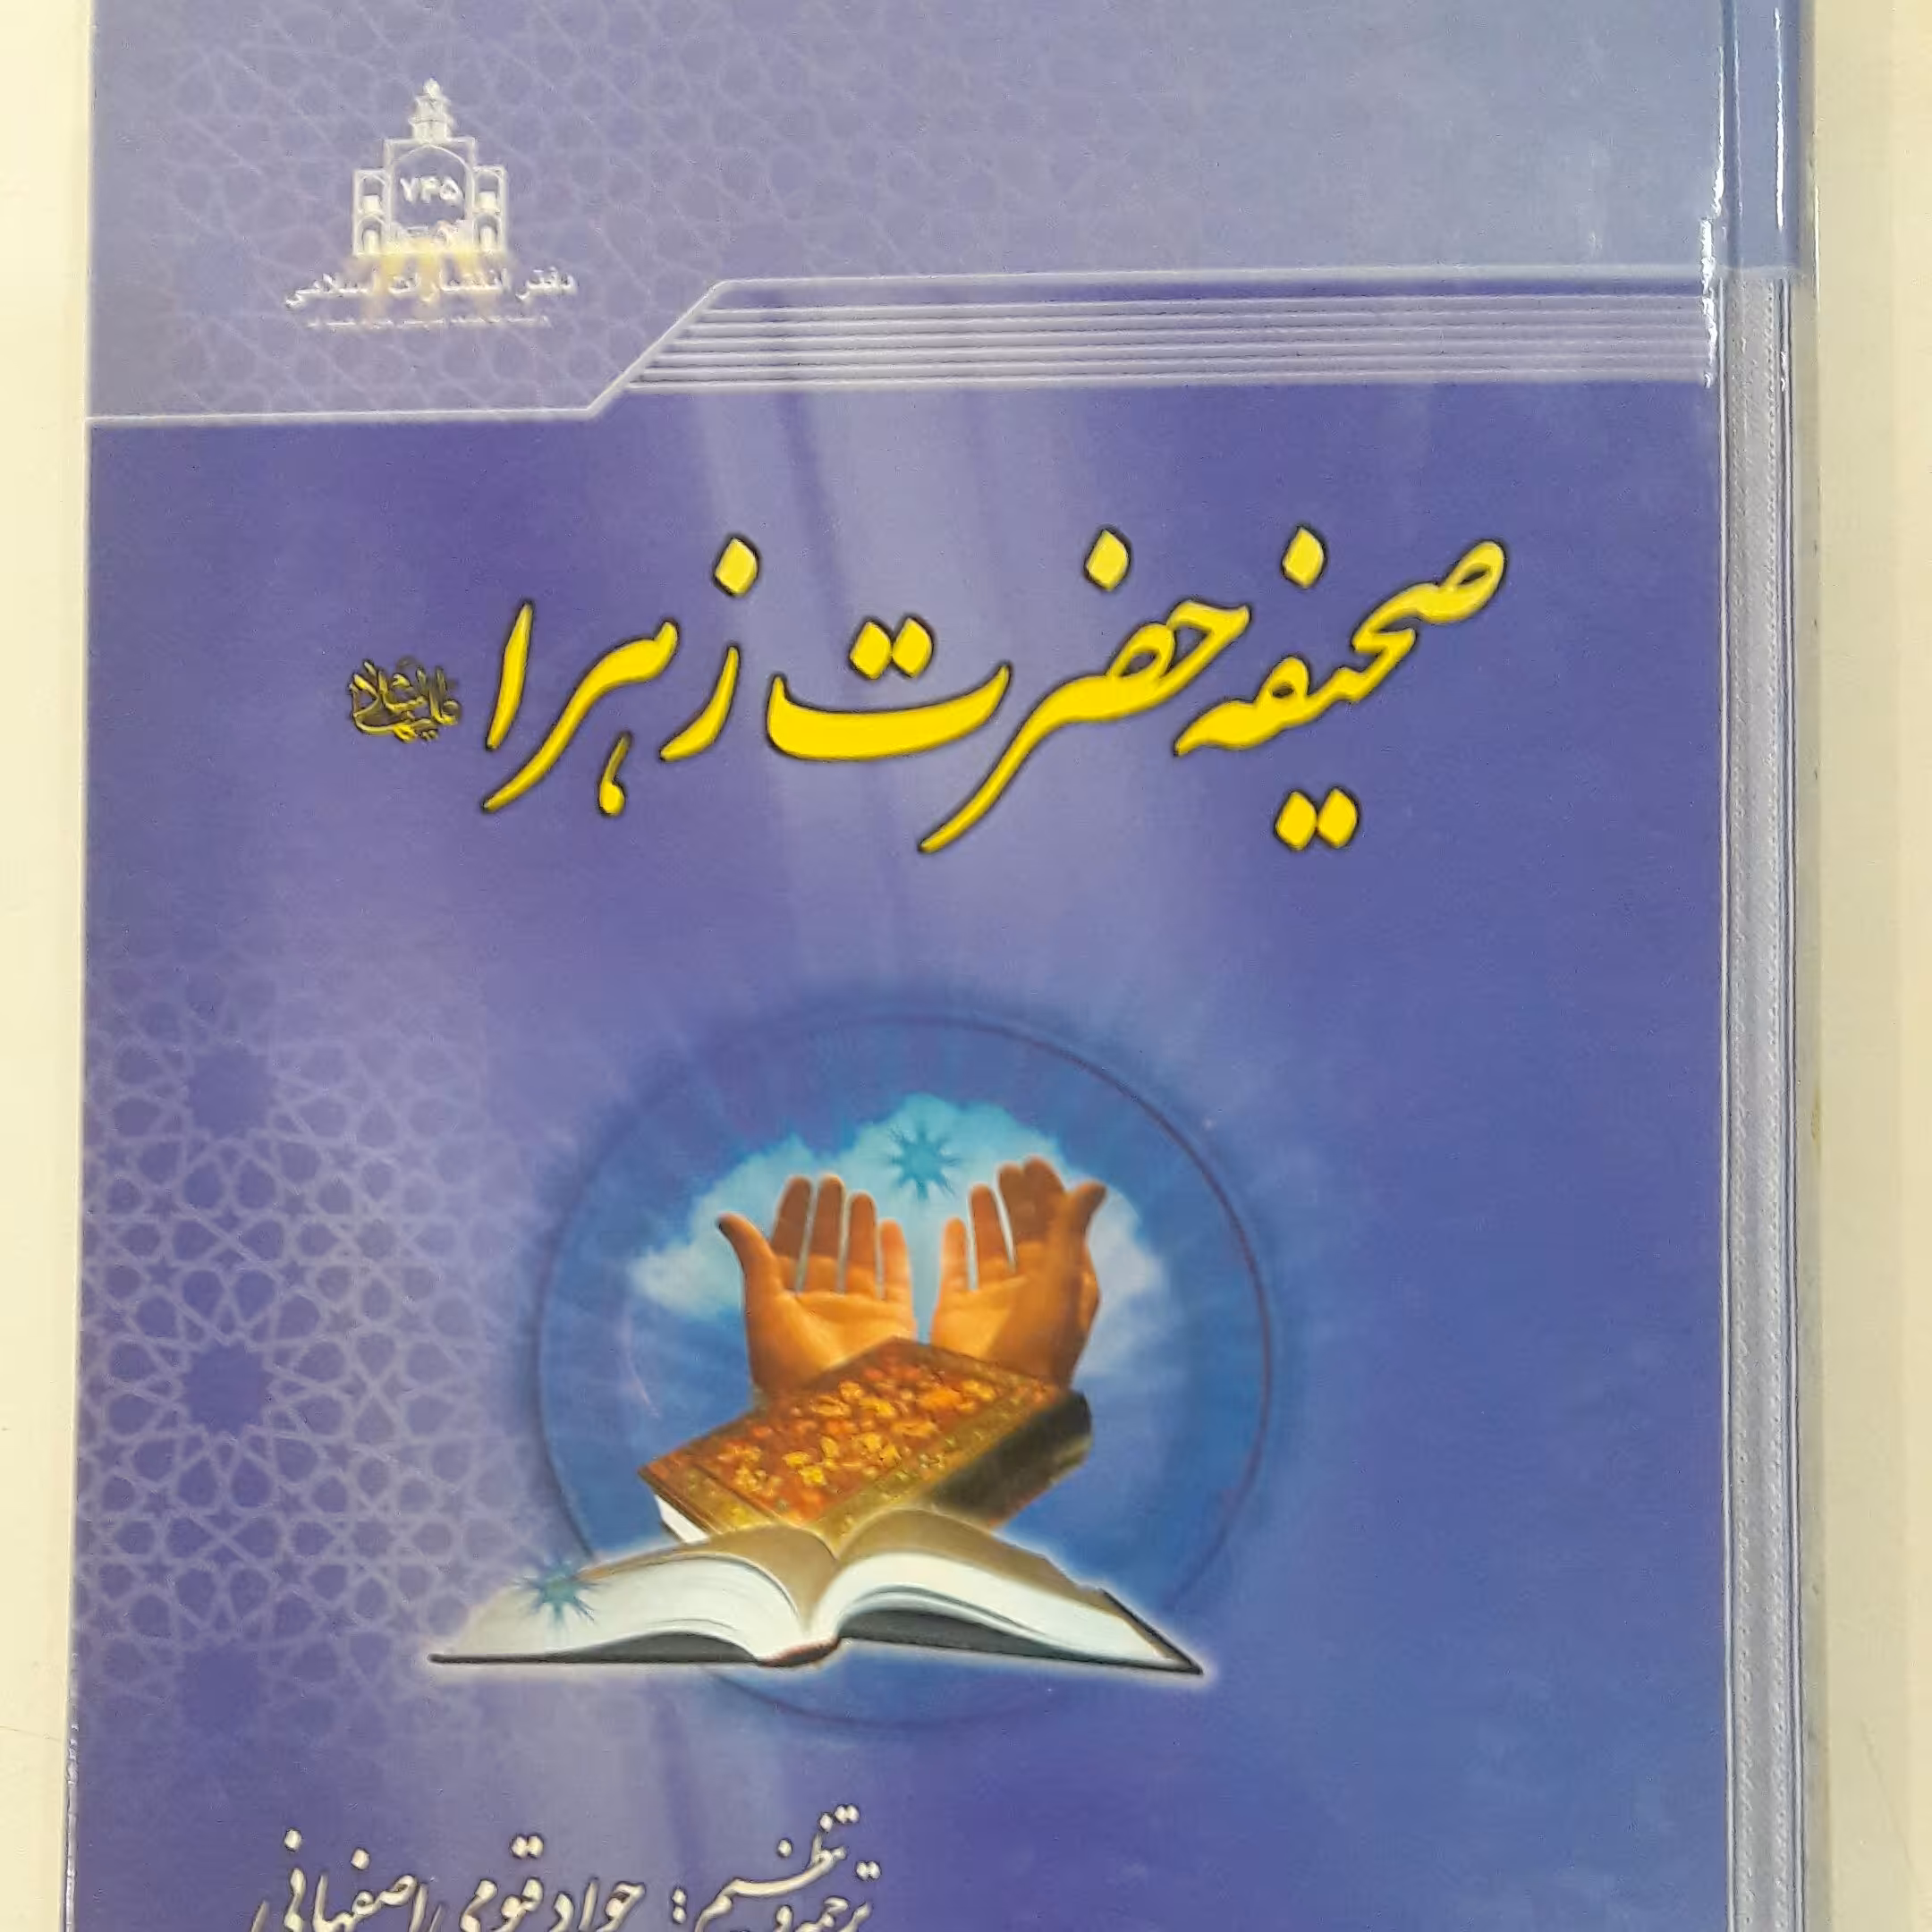 ۷۴۵
دفتر انتشارات اسلامی
صحیفه حضرت زهرا علیها السلام
ترجمه و تنظیم: جواد قیومی اصفهانی